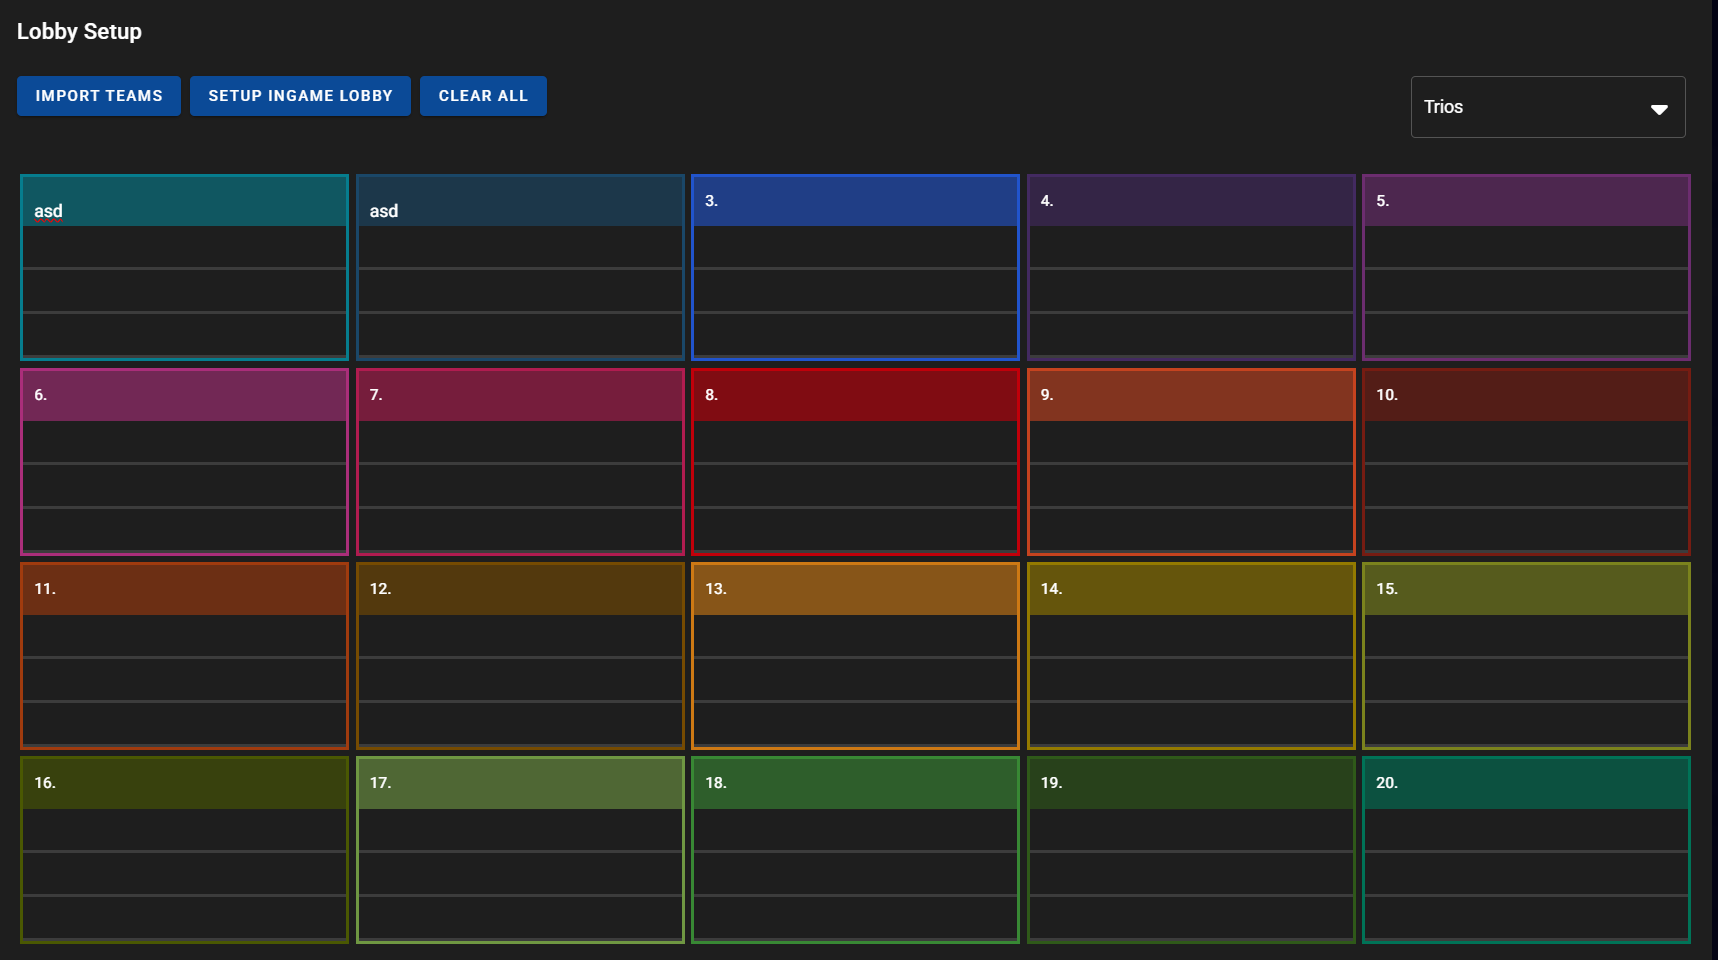 Lobby Setup
IMPORT TEAMS SETUP INGAME LOBBY CLEAR ALL
Trios
asd asd 3. 4. 5.
6. 7. 8. 9. 10.
11. 12. 13. 14. 15.
16. 17. 18. 19. 20.